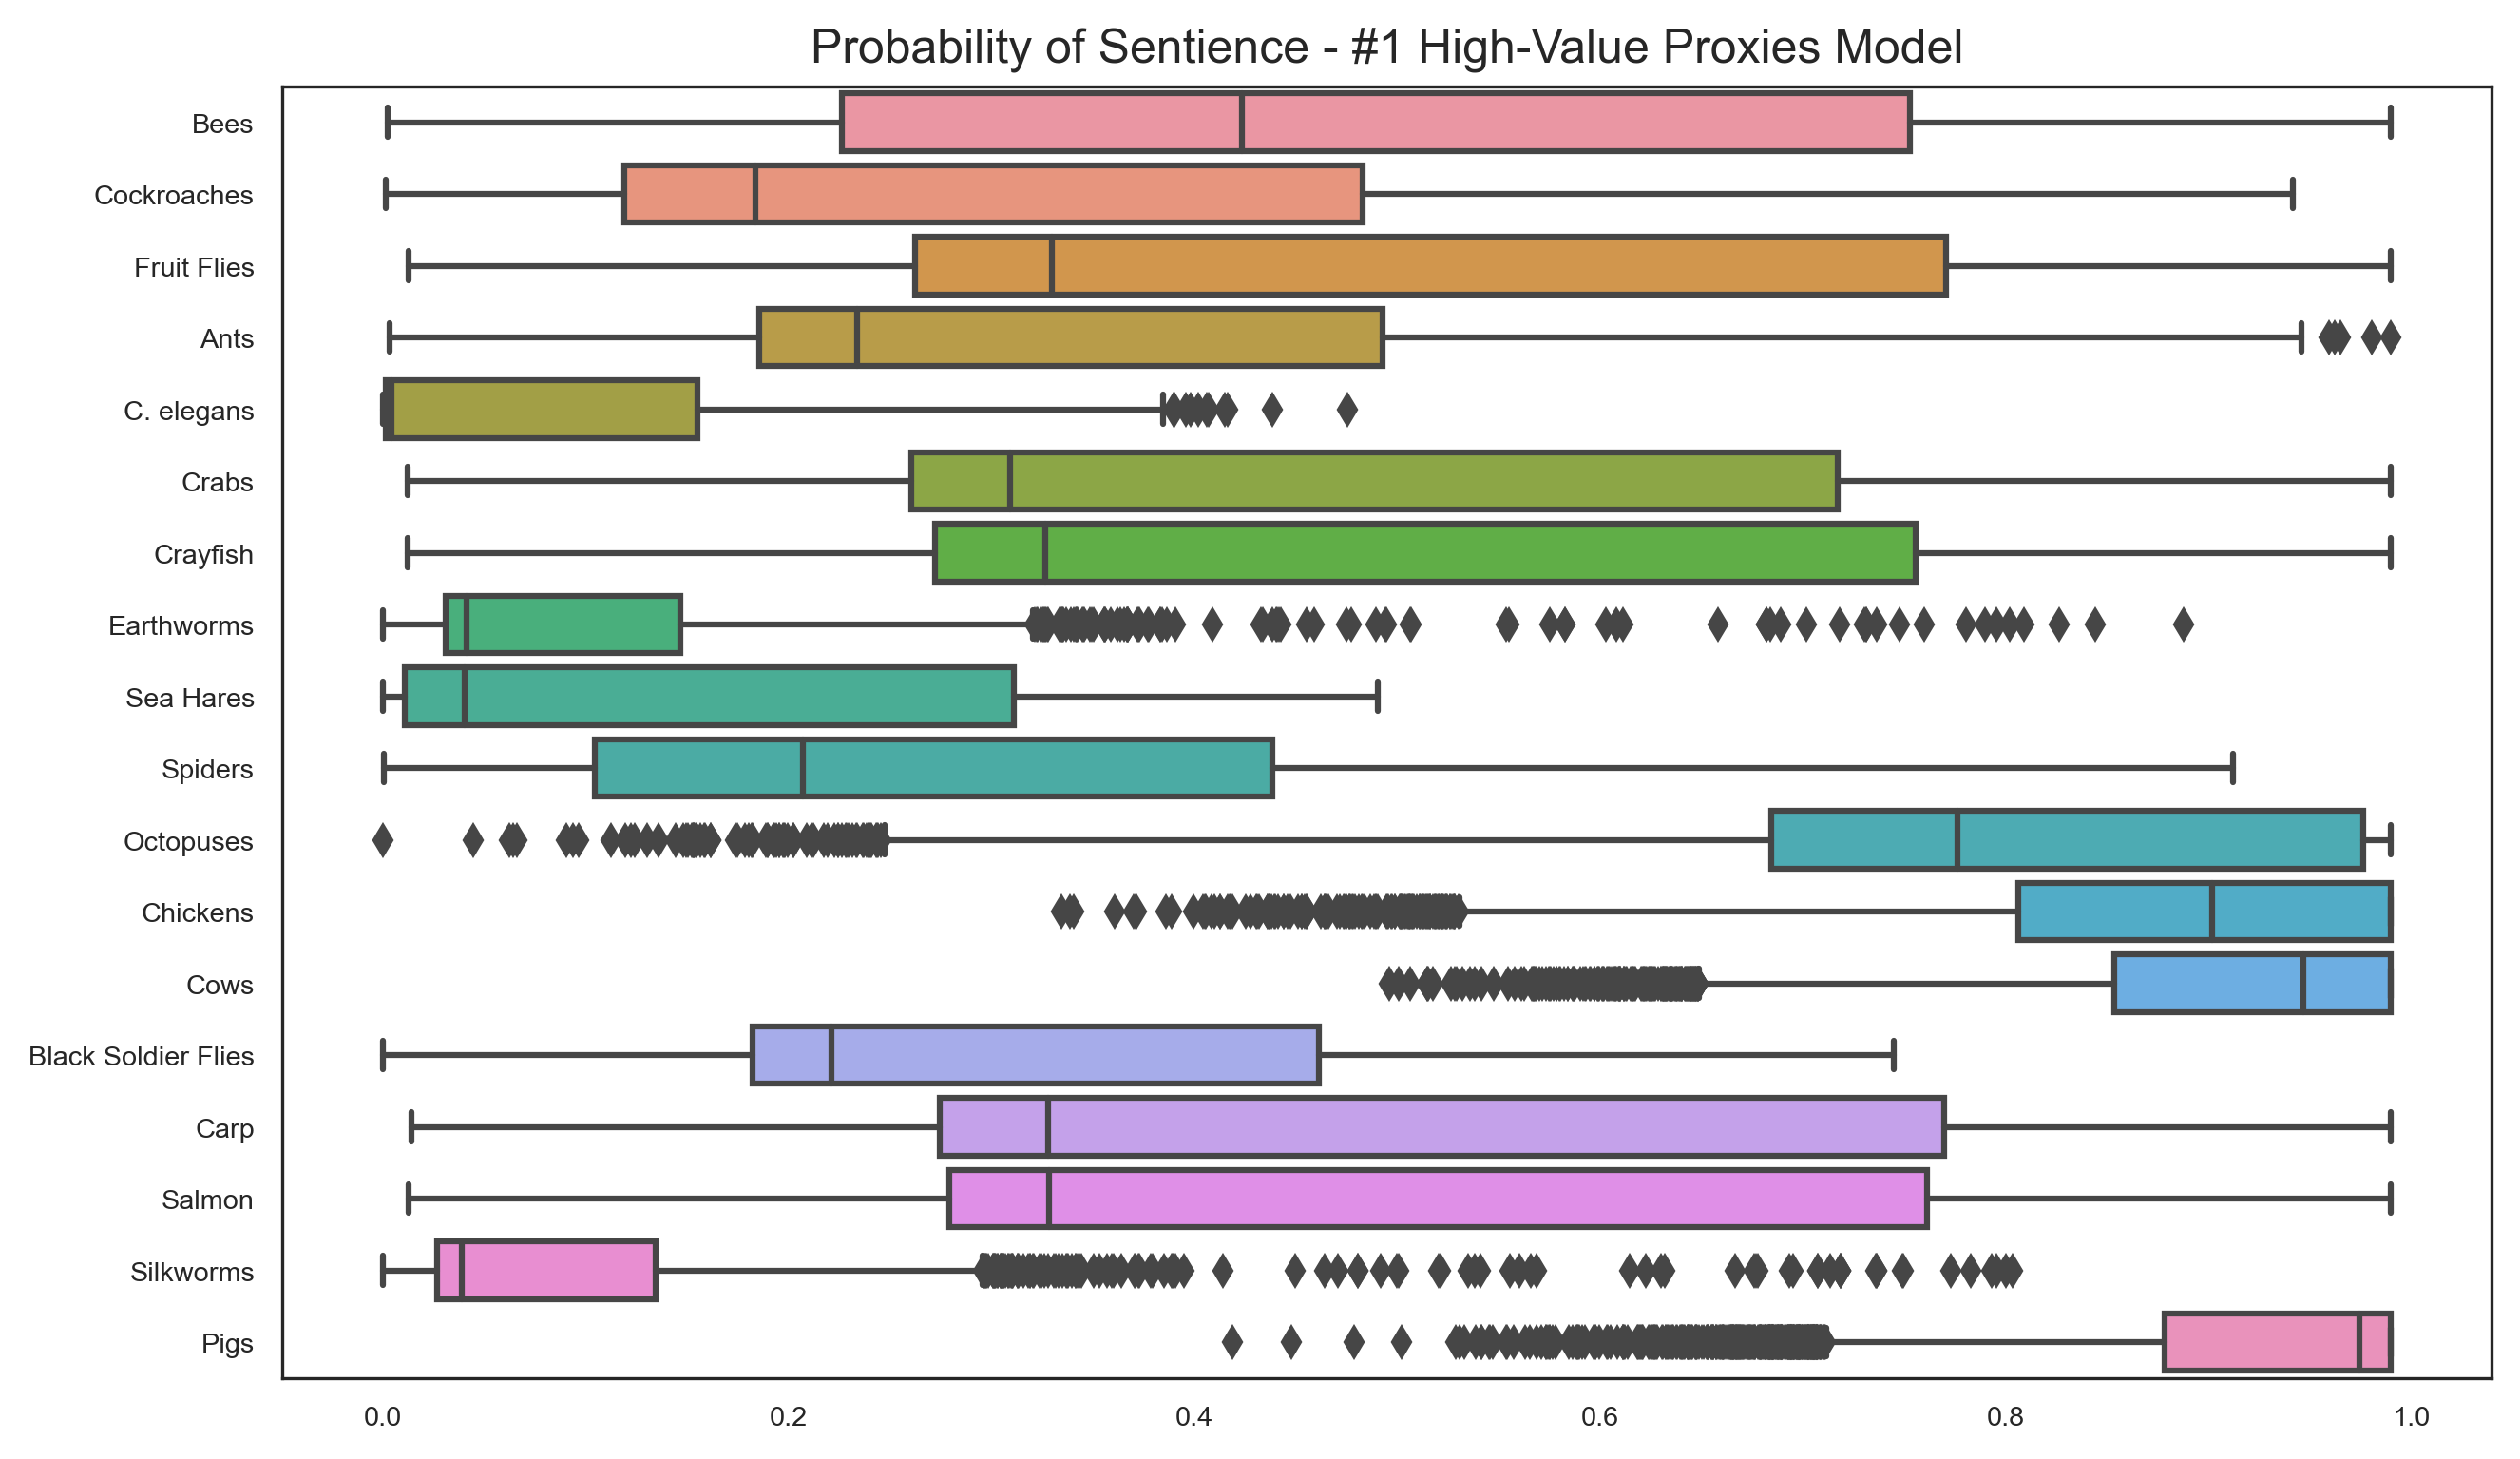 Probability of Sentience - #1 High-Value Proxies Model
Bees
Cockroaches
Fruit Flies
Ants
C. elegans
Crabs
Crayfish
Earthworms
Sea Hares
Spiders
Octopuses
Chickens
Cows
Black Soldier Flies
Carp
Salmon
Silkworms
Pigs
0.0 0.2 0.4 0.6 0.8 1.0